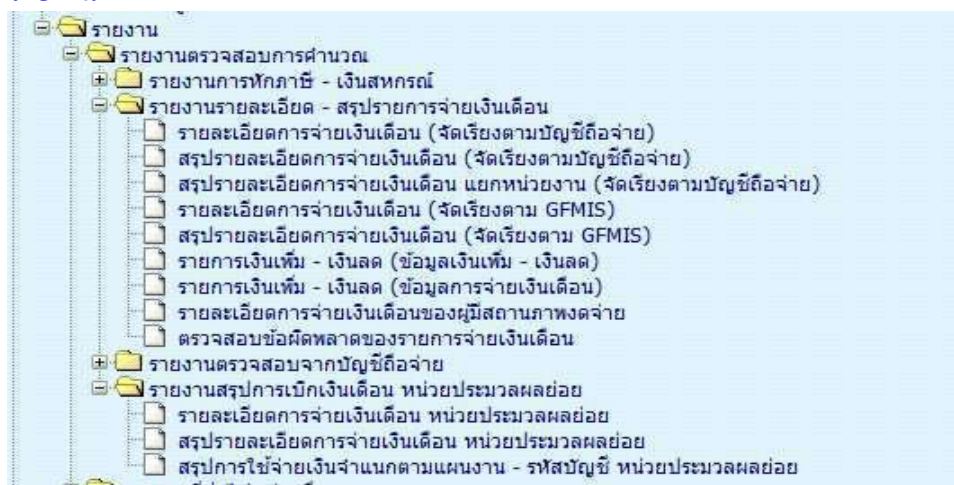 รายงาน
รายงานตรวจสอบการคำนวณ
รายงานการหักภาษี - เงินสหกรณ์
รายงานรายละเอียด - สรุปรายการจ่ายเงินเดือน
รายละเอียดการจ่ายเงินเดือน (จัดเรียงตามบัญชีถือจ่าย)
สรุปรายละเอียดการจ่ายเงินเดือน (จัดเรียงตามบัญชีถือจ่าย)
สรุปรายละเอียดการจ่ายเงินเดือน แยกหน่วยงาน (จัดเรียงตามบัญชีถือจ่าย)
รายละเอียดการจ่ายเงินเดือน (จัดเรียงตาม GFMIS)
สรุปรายละเอียดการจ่ายเงินเดือน (จัดเรียงตาม GFMIS)
รายการเงินเพิ่ม - เงินลด (ข้อมูลเงินเพิ่ม - เงินลด)
รายการเงินเพิ่ม - เงินลด (ข้อมูลการจ่ายเงินเดือน)
รายละเอียดการจ่ายเงินเดือนของผู้มีสถานภาพงดจ่าย
ตรวจสอบข้อผิดพลาดของรายการจ่ายเงินเดือน
รายงานตรวจสอบจากบัญชีถือจ่าย
รายงานสรุปการเบิกเงินเดือน หน่วยประมวลผลย่อย
รายละเอียดการจ่ายเงินเดือน หน่วยประมวลผลย่อย
สรุปรายละเอียดการจ่ายเงินเดือน หน่วยประมวลผลย่อย
สรุปการใช้จ่ายเงินจำแนกตามแผนงาน - รหัสบัญชี หน่วยประมวลผลย่อย